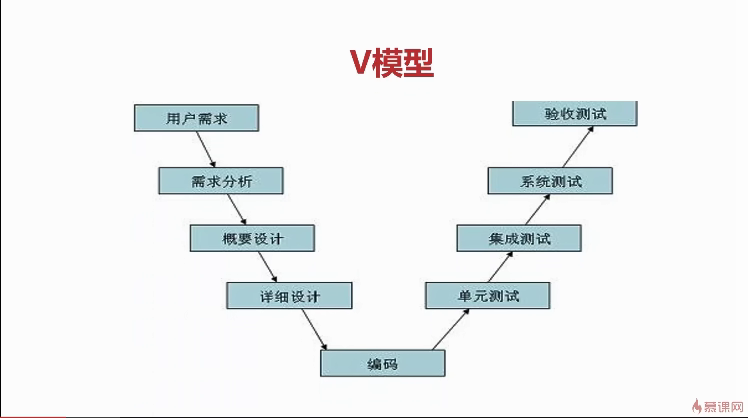 V模型
用户需求
验收测试
需求分析
系统测试
概要设计
集成测试
详细设计
单元测试
编码
慕课网